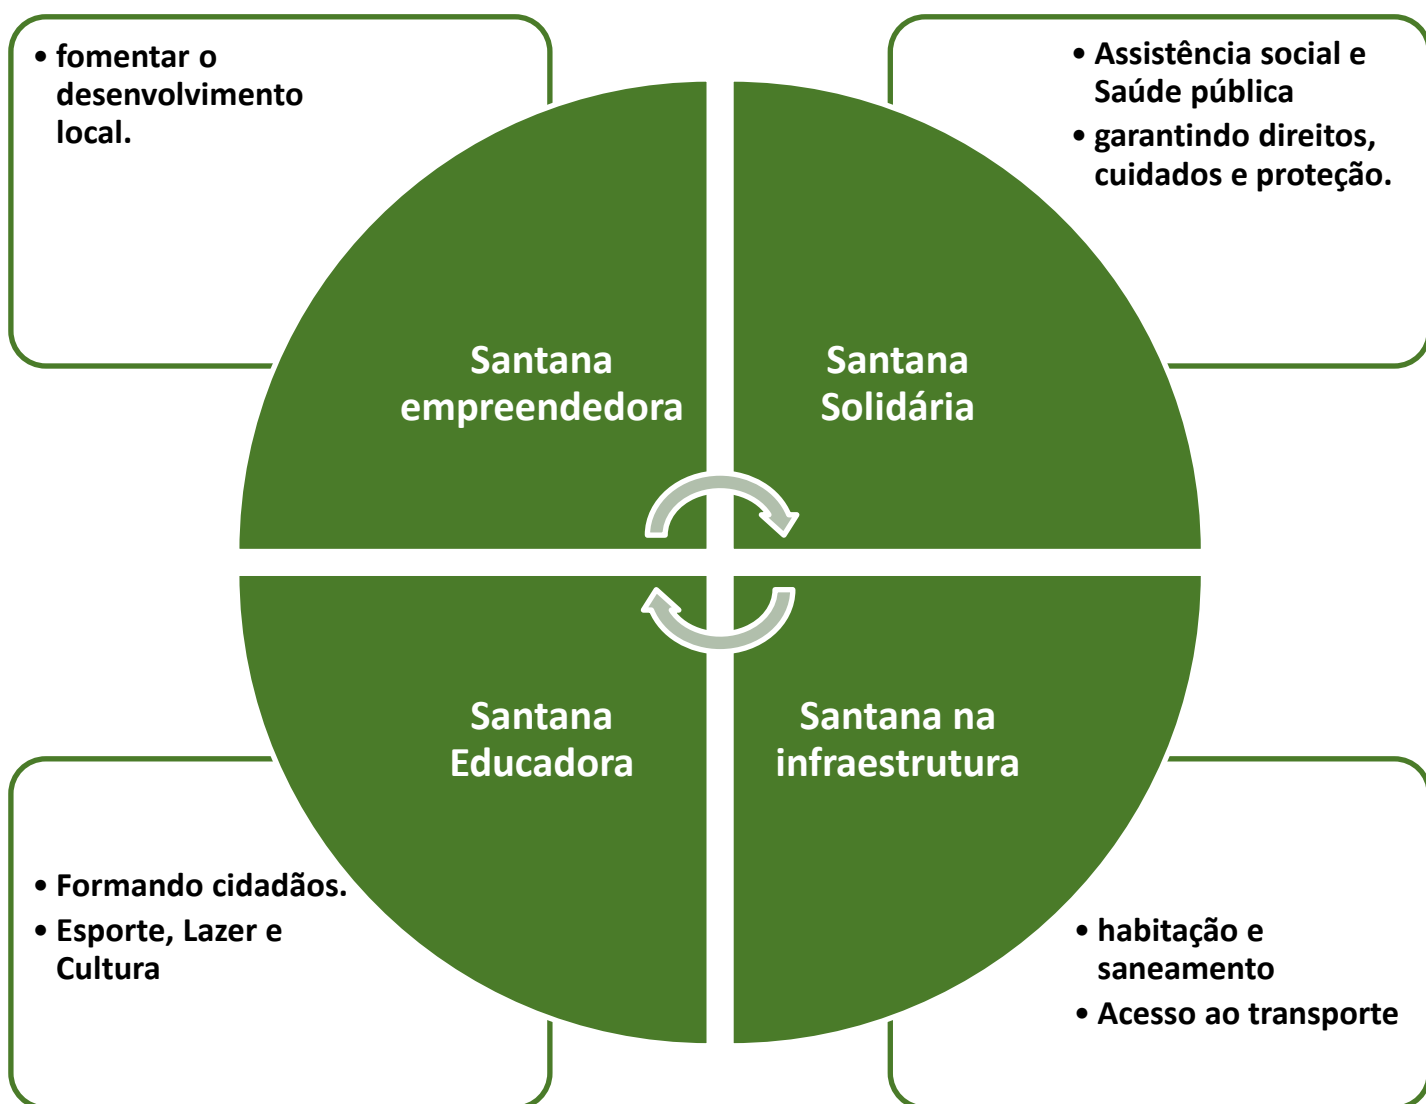 • fomentar o
desenvolvimento
local.
• Assistência social e
Saúde pública
• garantindo direitos,
cuidados e proteção.
Santana
empreendedora
Santana
Solidária
Santana
Educadora
Santana na
infraestrutura
• Formando cidadãos.
• Esporte, Lazer e
Cultura
• habitação e
saneamento
• Acesso ao transporte